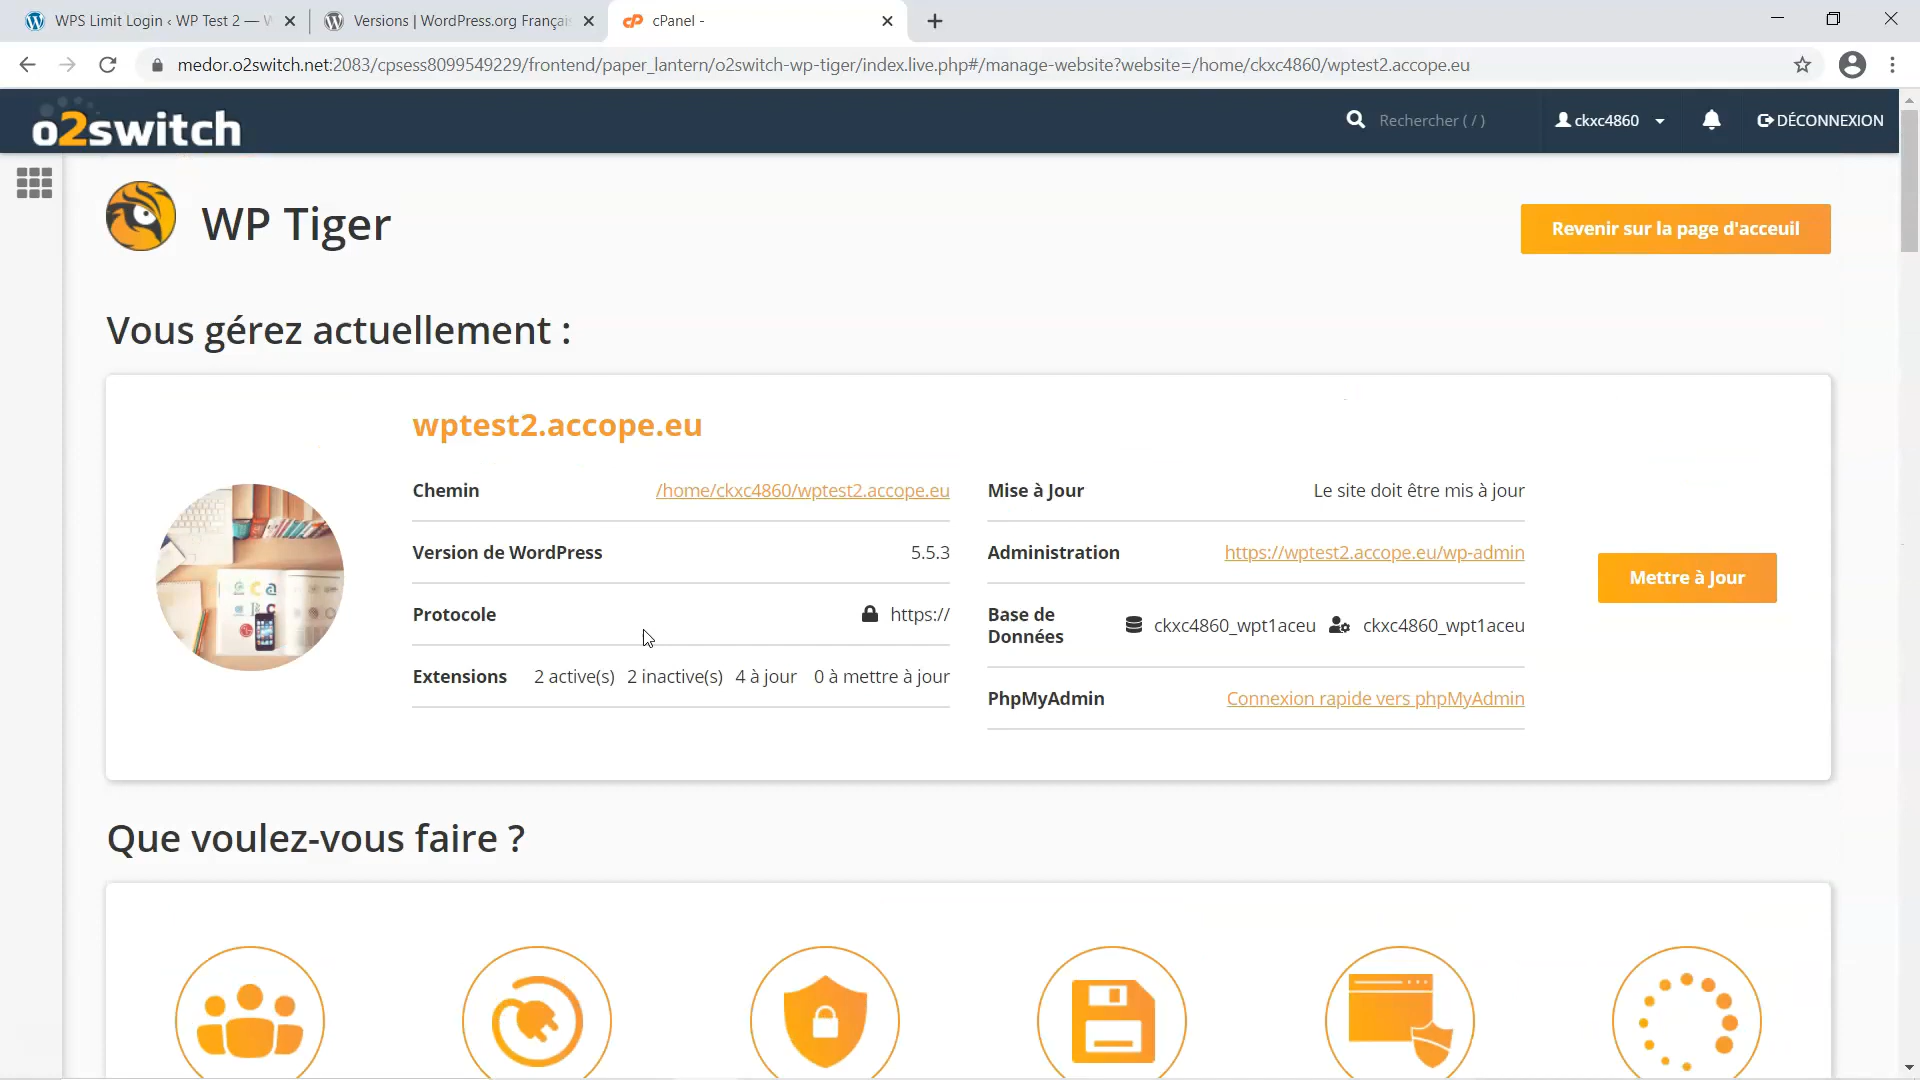 WPS Limit Login ‹ WP Test 2 —
Versions | WordPress.org Françai
cPanel -
medor.o2switch.net:2083/cpsess8099549229/frontend/paper_lantern/o2switch-wp-tiger/index.live.php#/manage-website?website=/home/ckxc4860/wptest2.accope.eu
o2switch
Rechercher ( / )
ckxc4860
DÉCONNEXION
WP Tiger
Revenir sur la page d'acceuil
Vous gérez actuellement :
wptest2.accope.eu
Chemin /home/ckxc4860/wptest2.accope.eu
Mise à Jour Le site doit être mis à jour
Version de WordPress 5.5.3
Administration https://wptest2.accope.eu/wp-admin
Mettre à Jour
Protocole https://
Base de
Données ckxc4860_wpt1aceu ckxc4860_wpt1aceu
Extensions 2 active(s) 2 inactive(s) 4 à jour 0 à mettre à jour
PhpMyAdmin Connexion rapide vers phpMyAdmin
Que voulez-vous faire ?